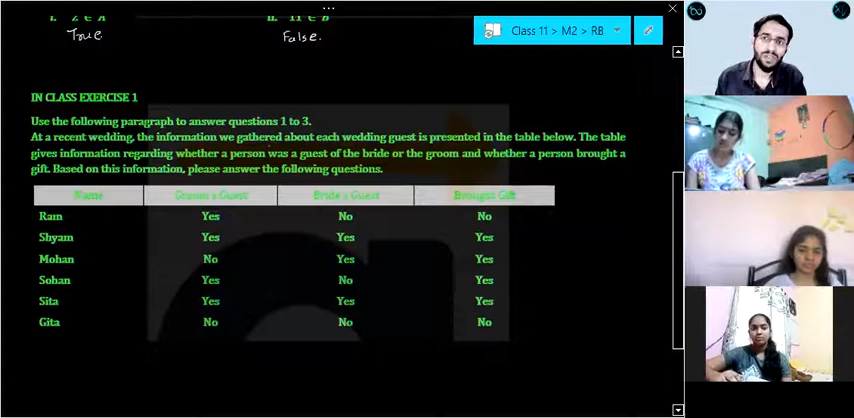 I. 2 ∈ A II. 11 ∈ B
True. False.
Class 11 > M2 > RB
IN CLASS EXERCISE 1
Use the following paragraph to answer questions 1 to 3.
At a recent wedding, the information we gathered about each wedding guest is presented in the table below. The table
gives information regarding whether a person was a guest of the bride or the groom and whether a person brought a
gift. Based on this information, please answer the following questions.
Name Groom's Guest Bride's Guest Brought Gift
Ram Yes No No
Shyam Yes Yes Yes
Mohan No Yes Yes
Sohan Yes No Yes
Sita Yes Yes Yes
Gita No No No